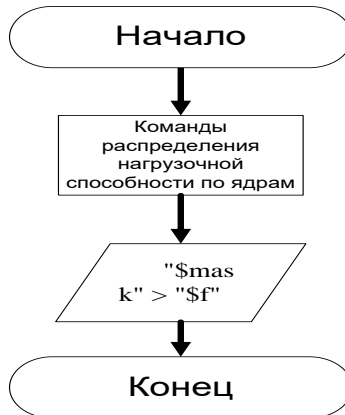 Начало
Команды
распределения
нагрузочной
способности по ядрам
"$mas
k" > "$f"
Конец